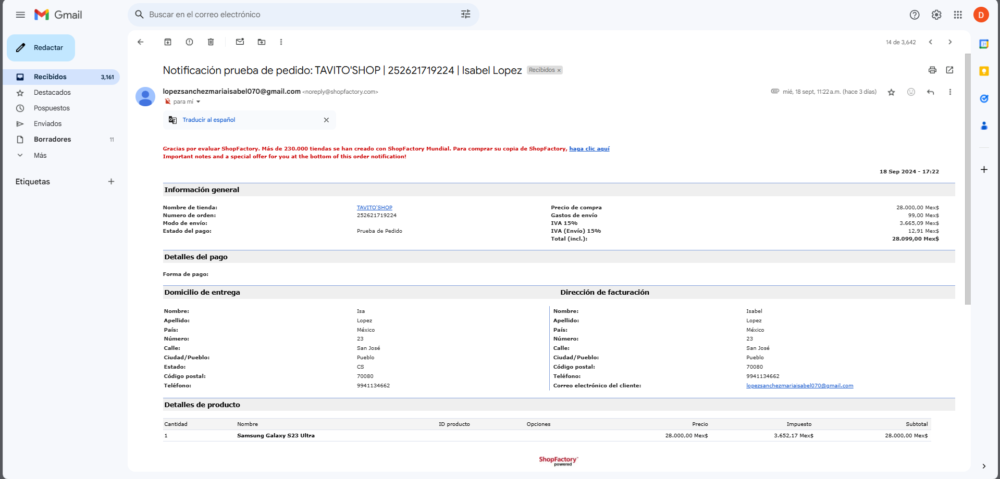 Gmail
Buscar en el correo electrónico
D
Redactar
14 de 3,642
31
Recibidos 3,161
Destacados
Pospuestos
Enviados
Borradores 11
Más
Etiquetas
Notificación prueba de pedido: TAVITO'SHOP | 252621719224 | Isabel Lopez Recibidos ×
lopezsanchezmariaisabel070@gmail.com <noreply@shopfactory.com> mié, 18 sept, 11:22 a.m. (hace 3 días)
para mí
Traducir al español
Gracias por evaluar ShopFactory. Más de 230.000 tiendas se han creado con ShopFactory Mundial. Para comprar su copia de ShopFactory, haga clic aquí
Important notes and a special offer for you at the bottom of this order notification!
18 Sep 2024 - 17:22
Información general
Nombre de tienda: TAVITO'SHOP Precio de compra 28.000,00 Mex$
Numero de orden: 252621719224 Gastos de envío 99,00 Mex$
Modo de envío: IVA 15% 3.665,09 Mex$
Estado del pago: Prueba de Pedido IVA (Envío) 15% 12,91 Mex$
Total (incl.): 28.099,00 Mex$
Detalles del pago
Forma de pago:
Domicilio de entrega Dirección de facturación
Nombre: Isa Nombre: Isabel
Apellido: Lopez Apellido: Lopez
País: México País: México
Número: 23 Número: 23
Calle: San José Calle: San José
Ciudad/Pueblo: Pueblo Ciudad/Pueblo: Pueblo
Estado: CS Código postal: 70080
Código postal: 70080 Teléfono: 9941134662
Teléfono: 9941134662 Correo electrónico del cliente: lopezsanchezmariaisabel070@gmail.com
Detalles de producto
Cantidad Nombre ID producto Opciones Precio Impuesto Subtotal
1 Samsung Galaxy S23 Ultra 28.000,00 Mex$ 3.652,17 Mex$ 28.000,00 Mex$
ShopFactory™
powered